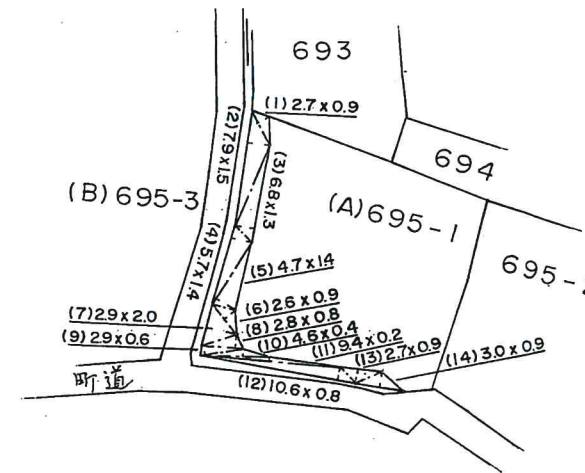 693
(1) 2.7 x 0.9
694
(2) 7.9 x 1.5
(3) 6.8 x 1.3
(B) 695-3
(A) 695-1
(4) 5.7 x 1.4
(5) 4.7 x 1.4
695-
(6) 2.6 x 0.9
(7) 2.9 x 2.0
(8) 2.8 x 0.8
(9) 2.9 x 0.6
(10) 4.6 x 0.4
(11) 9.4 x 0.2
(13) 2.7 x 0.9
(14) 3.0 x 0.9
町道
(12) 10.6 x 0.8